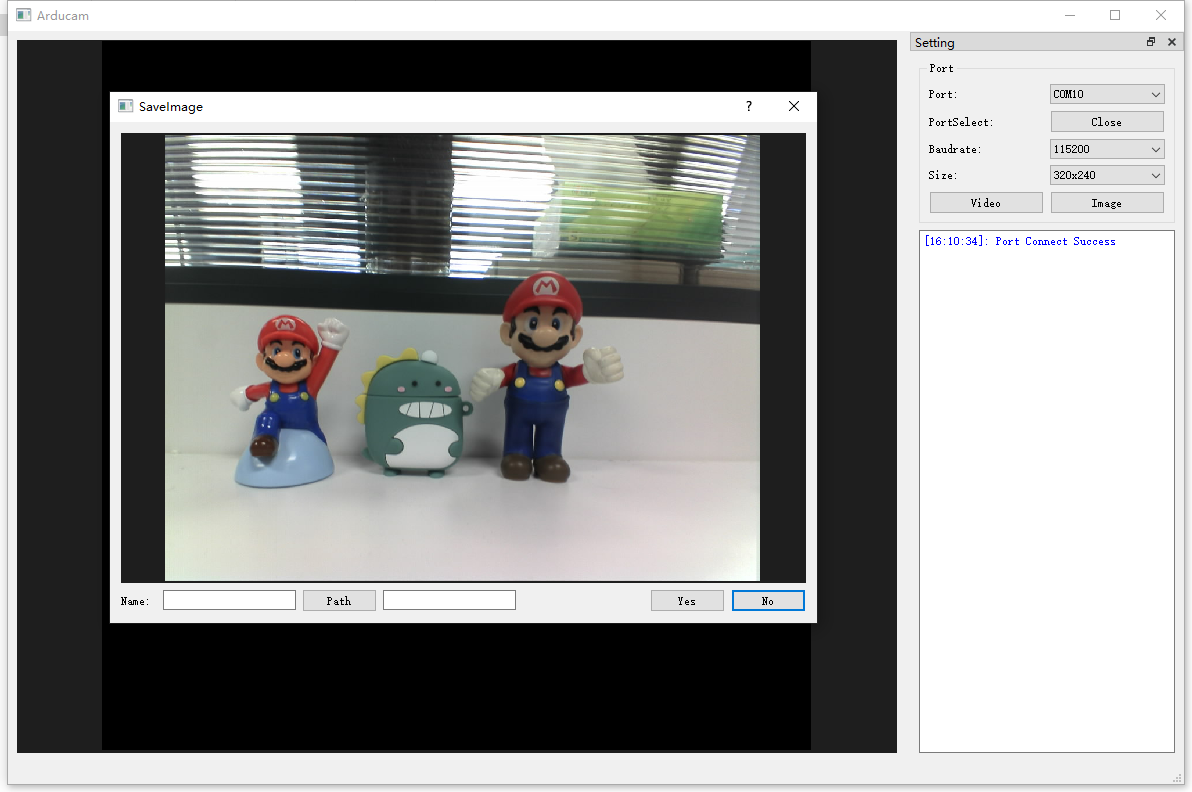 Arducam
Setting
Port
Port: COM10
PortSelect: Close
Baudrate: 115200
Size: 320x240
Video Image
[16:10:34]: Port Connect Success
SaveImage ?
M M
Name: Path Yes No